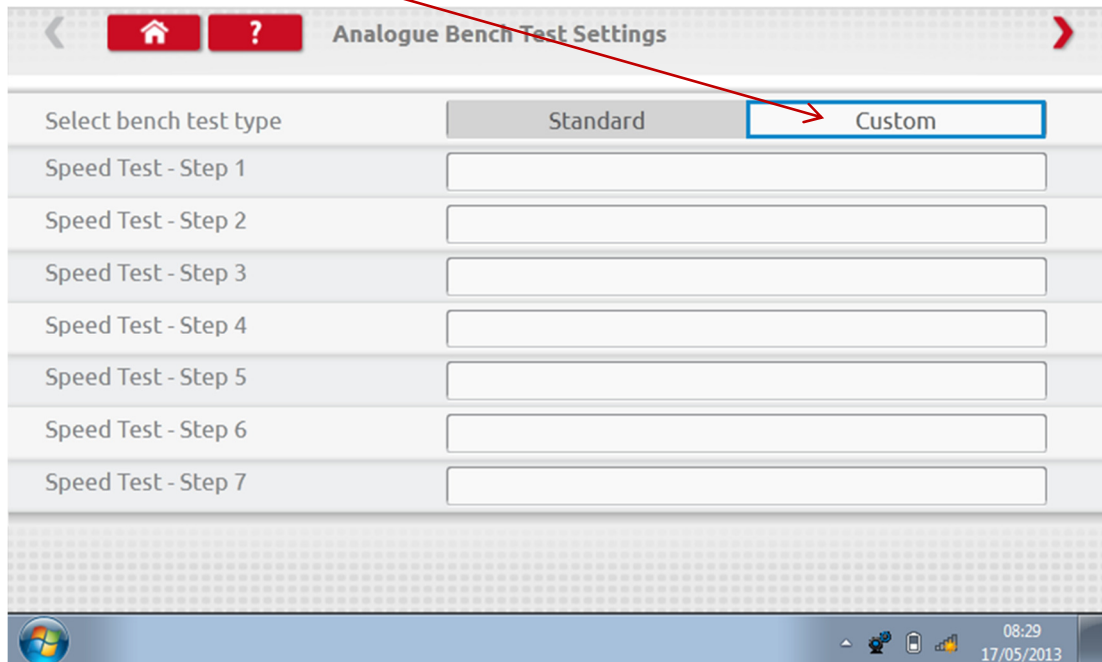 ? Analogue Bench Test Settings
Select bench test type Standard Custom
Speed Test - Step 1
Speed Test - Step 2
Speed Test - Step 3
Speed Test - Step 4
Speed Test - Step 5
Speed Test - Step 6
Speed Test - Step 7
08:29
17/05/2013